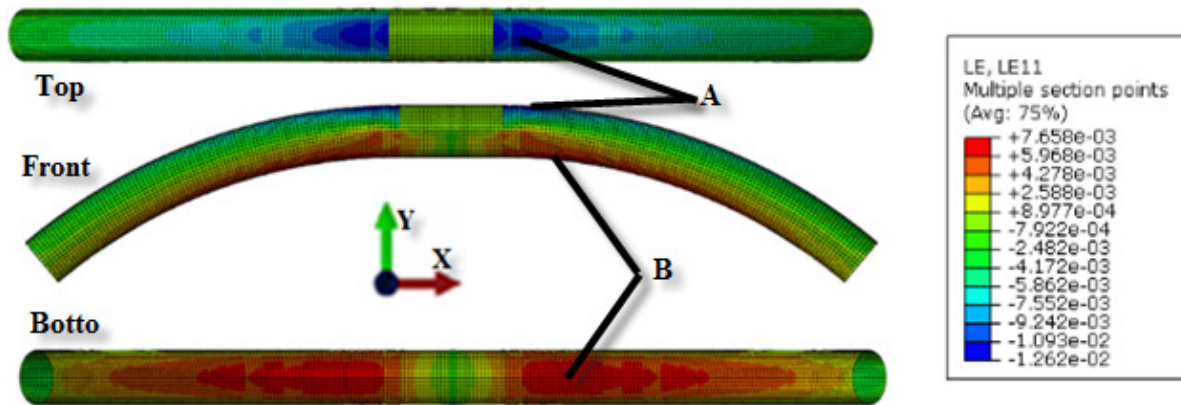 Top
A
Front
Y
X
B
Botto
LE, LE11
Multiple section points
(Avg: 75%)
+7.658e-03
+5.968e-03
+4.278e-03
+2.588e-03
+8.977e-04
-7.922e-04
-2.482e-03
-4.172e-03
-5.862e-03
-7.552e-03
-9.242e-03
-1.093e-02
-1.262e-02